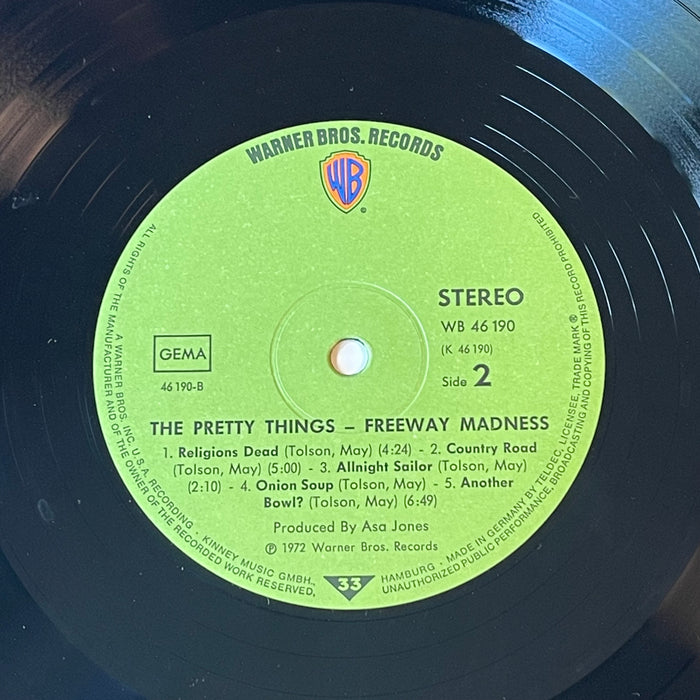 WARNER BROS. RECORDS
WB
®
STEREO
WB 46 190
(K 46 190)
Side 2
GEMA
46 190-B
THE PRETTY THINGS – FREEWAY MADNESS
1. Religions Dead (Tolson, May) (4:24) - 2. Country Road
(Tolson, May) (5:00) - 3. Allnight Sailor (Tolson, May)
(2:10) - 4. Onion Soup (Tolson, May) - 5. Another
Bowl? (Tolson, May) (6:49)
Produced By Asa Jones
℗ 1972 Warner Bros. Records
33
A WARNER BROS. INC. U.S.A. RECORDING · KINNEY MUSIC GMBH., HAMBURG · MADE IN GERMANY BY TELDEC, LICENSEE, TRADE MARK ®
ALL RIGHTS OF THE MANUFACTURER AND OF THE OWNER OF THE RECORDED WORK RESERVED. UNAUTHORIZED PUBLIC PERFORMANCE, BROADCASTING AND COPYING OF THIS RECORD PROHIBITED